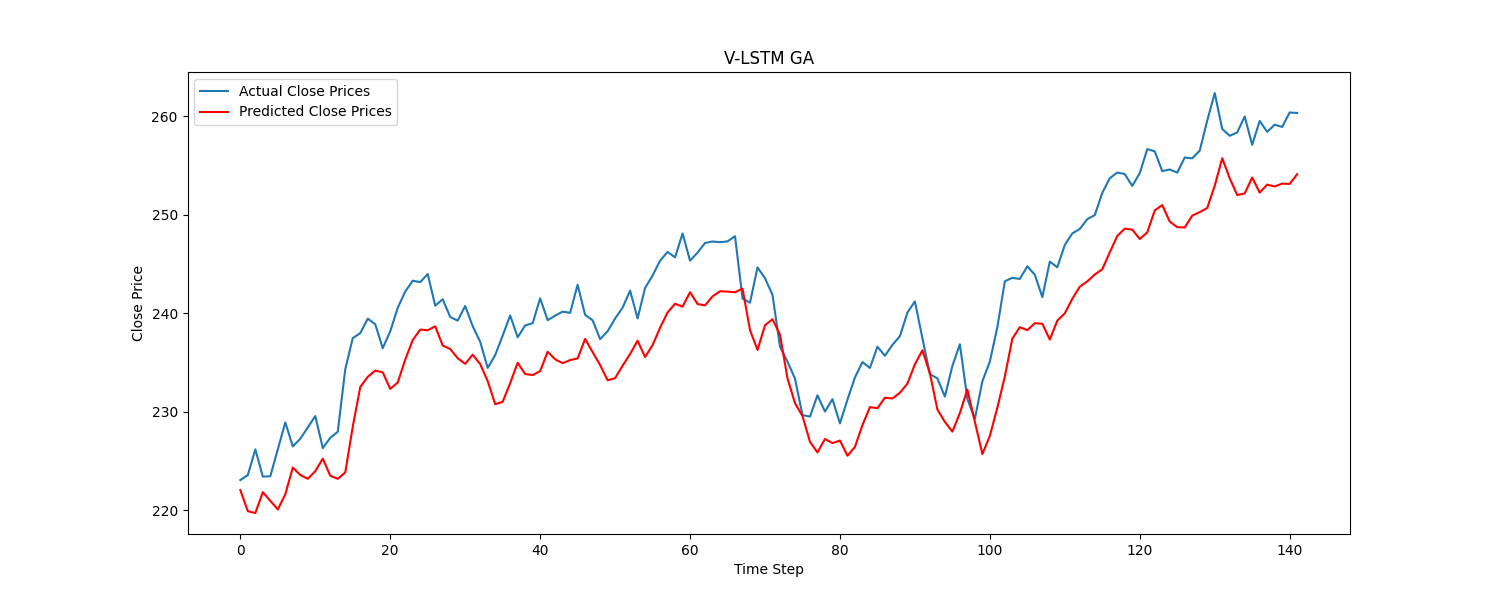 V-LSTM GA
Actual Close Prices
Predicted Close Prices
260
250
240
230
220
Close Price
0 20 40 60 80 100 120 140
Time Step